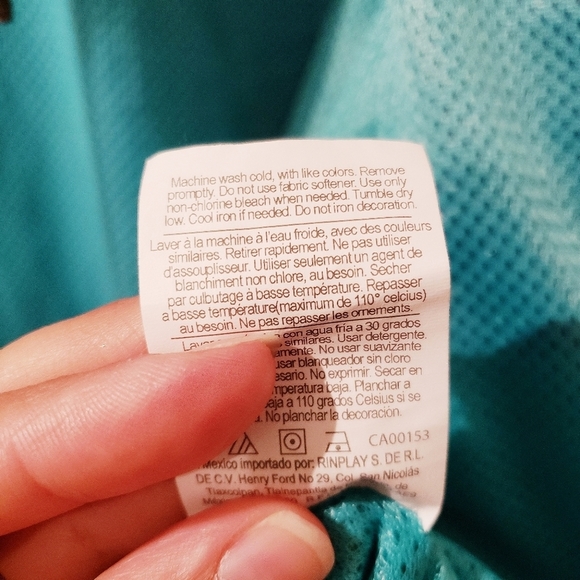 Machine wash cold, with like colors. Remove
promptly. Do not use fabric softener. Use only
non-chlorine bleach when needed. Tumble dry
low. Cool iron if needed. Do not iron decoration.
Laver à la machine à l'eau froide, avec des couleurs
similaires. Retirer rapidement. Ne pas utiliser
d'assouplisseur. Utiliser seulement un agent de
blanchiment non chlore, au besoin. Secher
par culbutage à basse température. Repasser
a basse température(maximum de 110° celcius)
au besoin. Ne pas repasser les ornements.
con agua fria a 30 grados
similares. Usar detergente.
No usar suavizante
blanqueador sin cloro
No exprimir. Secar en
baja. Planchar a
a 110 grados Celsius si se
No planchar la decoración.
CA00153
Mexico importado por: RINPLAY S. DE R.L.
DE C.V. Henry Ford No 29, Col. San Nicolás
Tlaxcolpan, Tlalnepantla de